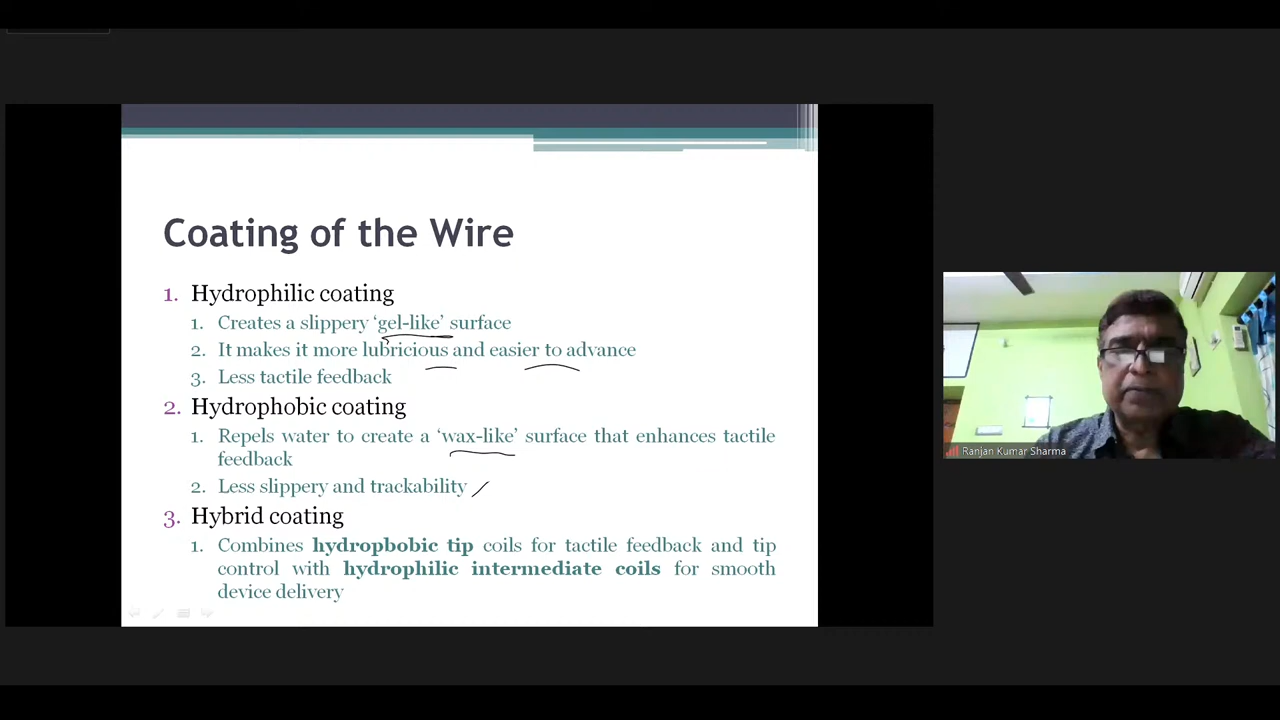 Coating of the Wire
1. Hydrophilic coating
1. Creates a slippery ‘gel-like’ surface
2. It makes it more lubricious and easier to advance
3. Less tactile feedback
2. Hydrophobic coating
1. Repels water to create a ‘wax-like’ surface that enhances tactile
feedback
2. Less slippery and trackability
3. Hybrid coating
1. Combines hydropbobic tip coils for tactile feedback and tip
control with hydrophilic intermediate coils for smooth
device delivery
Ranjan Kumar Sharma